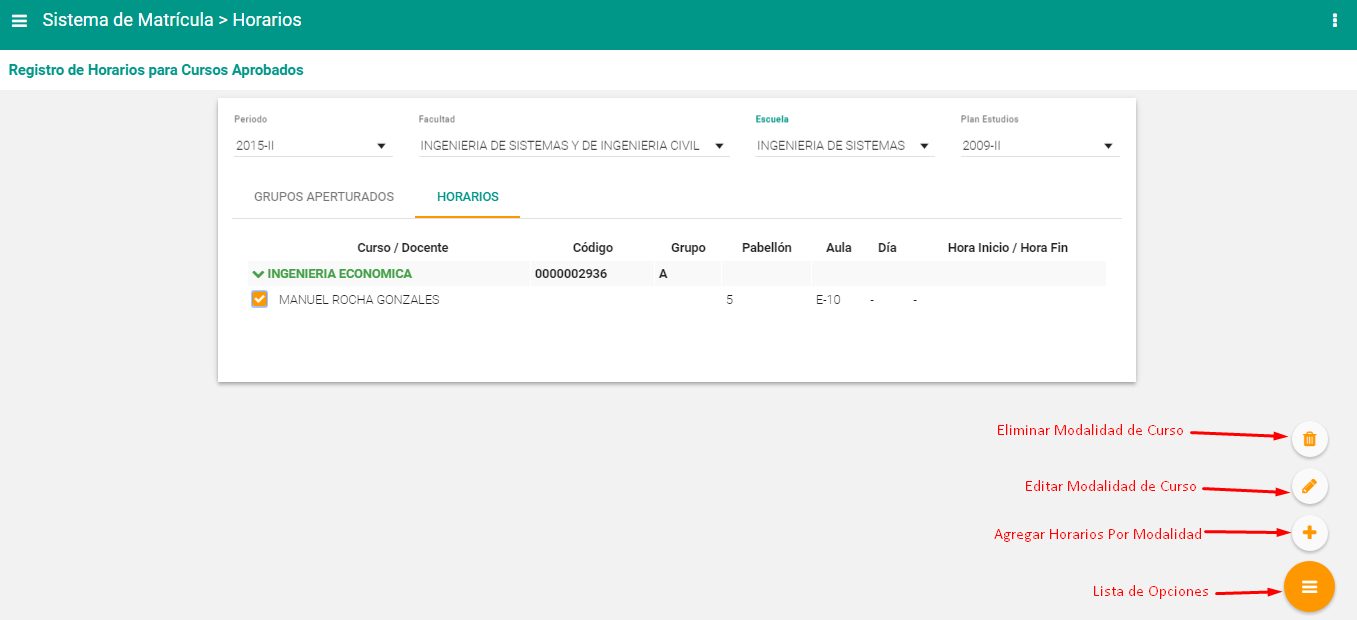 Sistema de Matrícula > Horarios
Registro de Horarios para Cursos Aprobados
Periodo Facultad Escuela Plan Estudios
2015-II INGENIERIA DE SISTEMAS Y DE INGENIERIA CIVIL INGENIERIA DE SISTEMAS 2009-II
GRUPOS APERTURADOS HORARIOS
Curso / Docente Código Grupo Pabellón Aula Día Hora Inicio / Hora Fin
INGENIERIA ECONOMICA 0000002936 A
MANUEL ROCHA GONZALES 5 E-10 - -
Eliminar Modalidad de Curso
Editar Modalidad de Curso
Agregar Horarios Por Modalidad
Lista de Opciones